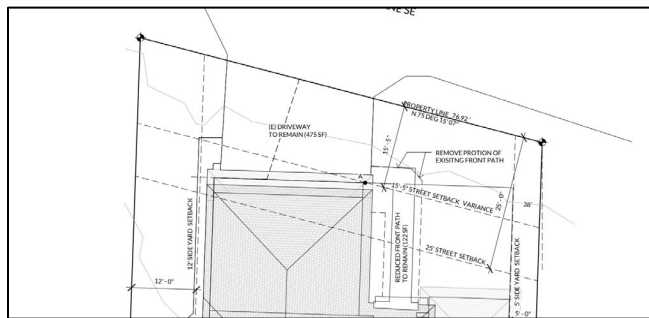 NE SE
PROPERTY LINE 76.92'
N 75 DEG 15' 07"
(E) DRIVEWAY
TO REMAIN (475 SF)
15'-5"
REMOVE PROTION OF
EXISITNG FRONT PATH
A
15'-5" STREET SETBACK VARIANCE
25'-0"
38'
12' SIDE YARD SETBACK
REDUCED FRONT PATH
TO REMAIN (122 SF)
25' STREET SETBACK
5' SIDE YARD SETBACK
12'-0"
5'-0"